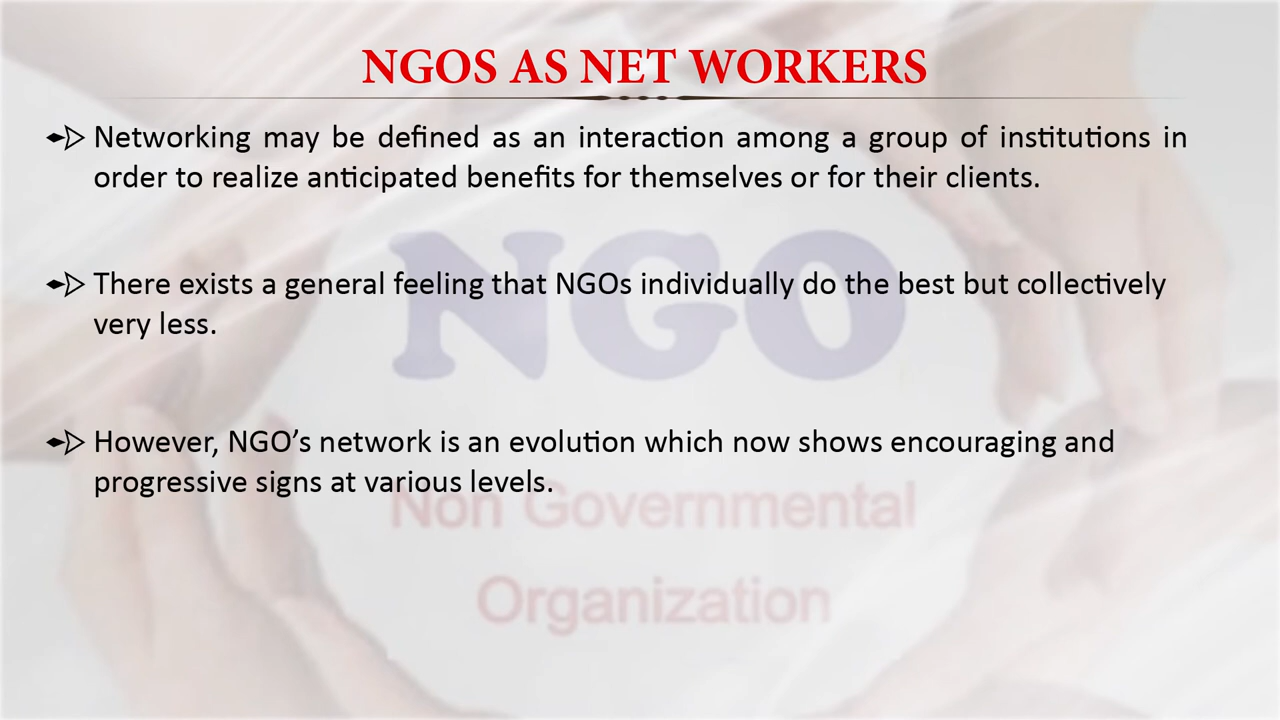 NGOS AS NET WORKERS
Networking may be defined as an interaction among a group of institutions in
order to realize anticipated benefits for themselves or for their clients.
NGO
There exists a general feeling that NGOs individually do the best but collectively
very less.
However, NGO’s network is an evolution which now shows encouraging and
progressive signs at various levels.
Non Governmental
Organization